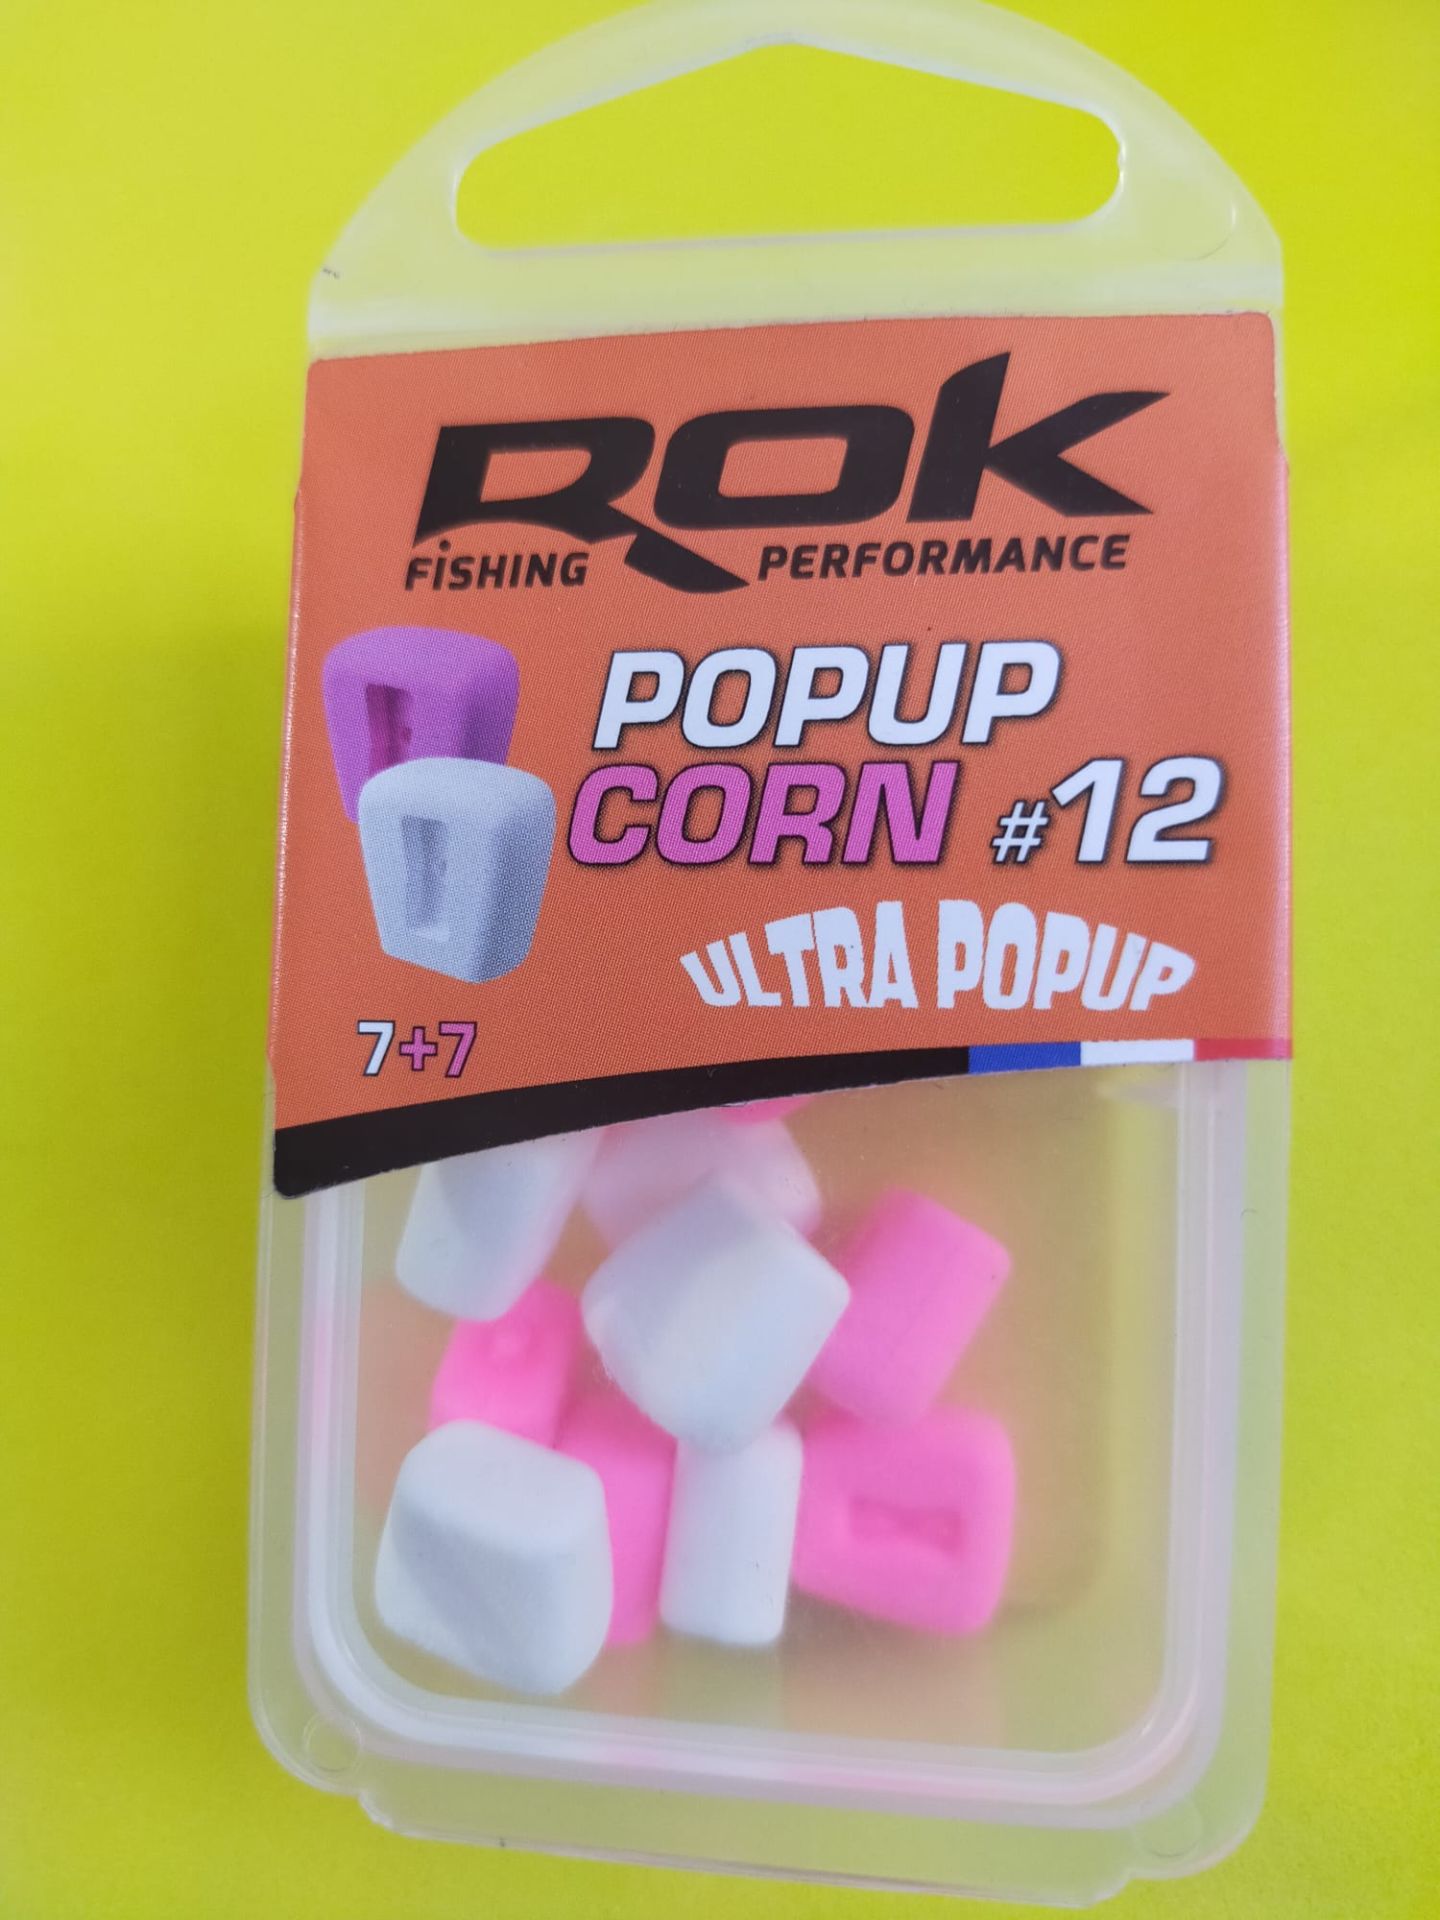 ROK
FiSHING PERFORMANCE
POPUP
CORN #12
ULTRA POPUP
7+7